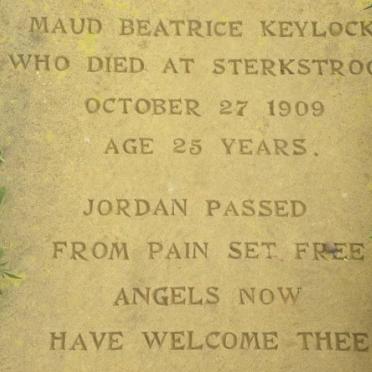 MAUD BEATRICE KEYLOCK
WHO DIED AT STERKSTROO
OCTOBER 27 1909
AGE 25 YEARS.
JORDAN PASSED
FROM PAIN SET FREE
ANGELS NOW
HAVE WELCOME THEE